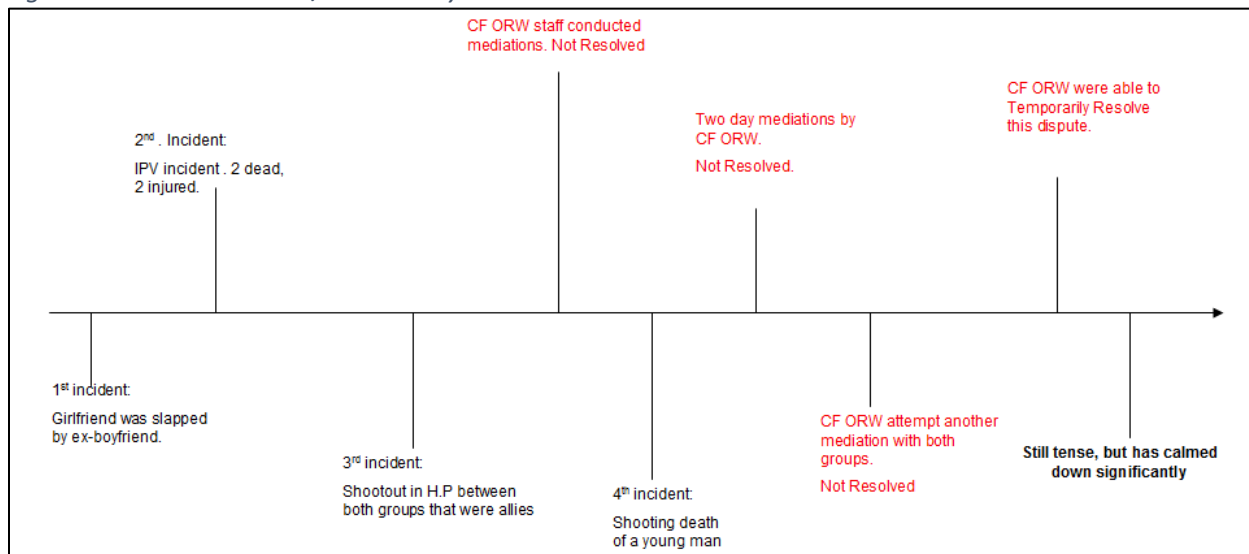 CF ORW staff conducted
mediations. Not Resolved
2nd . Incident:
IPV incident . 2 dead,
2 injured.
Two day mediations by
CF ORW.
Not Resolved.
CF ORW were able to
Temporarily Resolve
this dispute.
1st incident:
Girlfriend was slapped
by ex-boyfriend.
3rd incident:
Shootout in H.P between
both groups that were allies
4th incident:
Shooting death
of a young man
CF ORW attempt another
mediation with both
groups.
Not Resolved
Still tense, but has calmed
down significantly